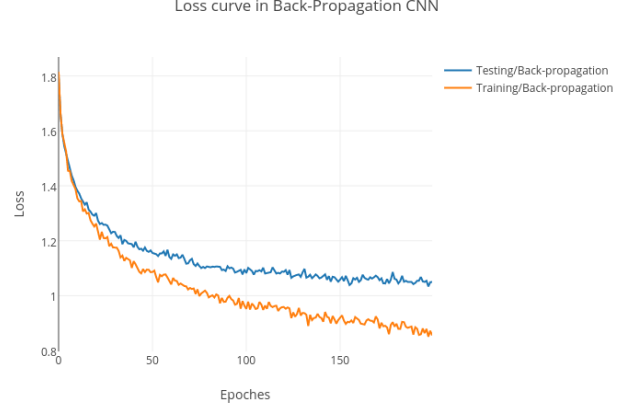 Loss curve in Back-Propagation CNN
Testing/Back-propagation
Training/Back-propagation
1.8
1.6
1.4
1.2
1
0.8
Loss
0
50
100
150
Epoches